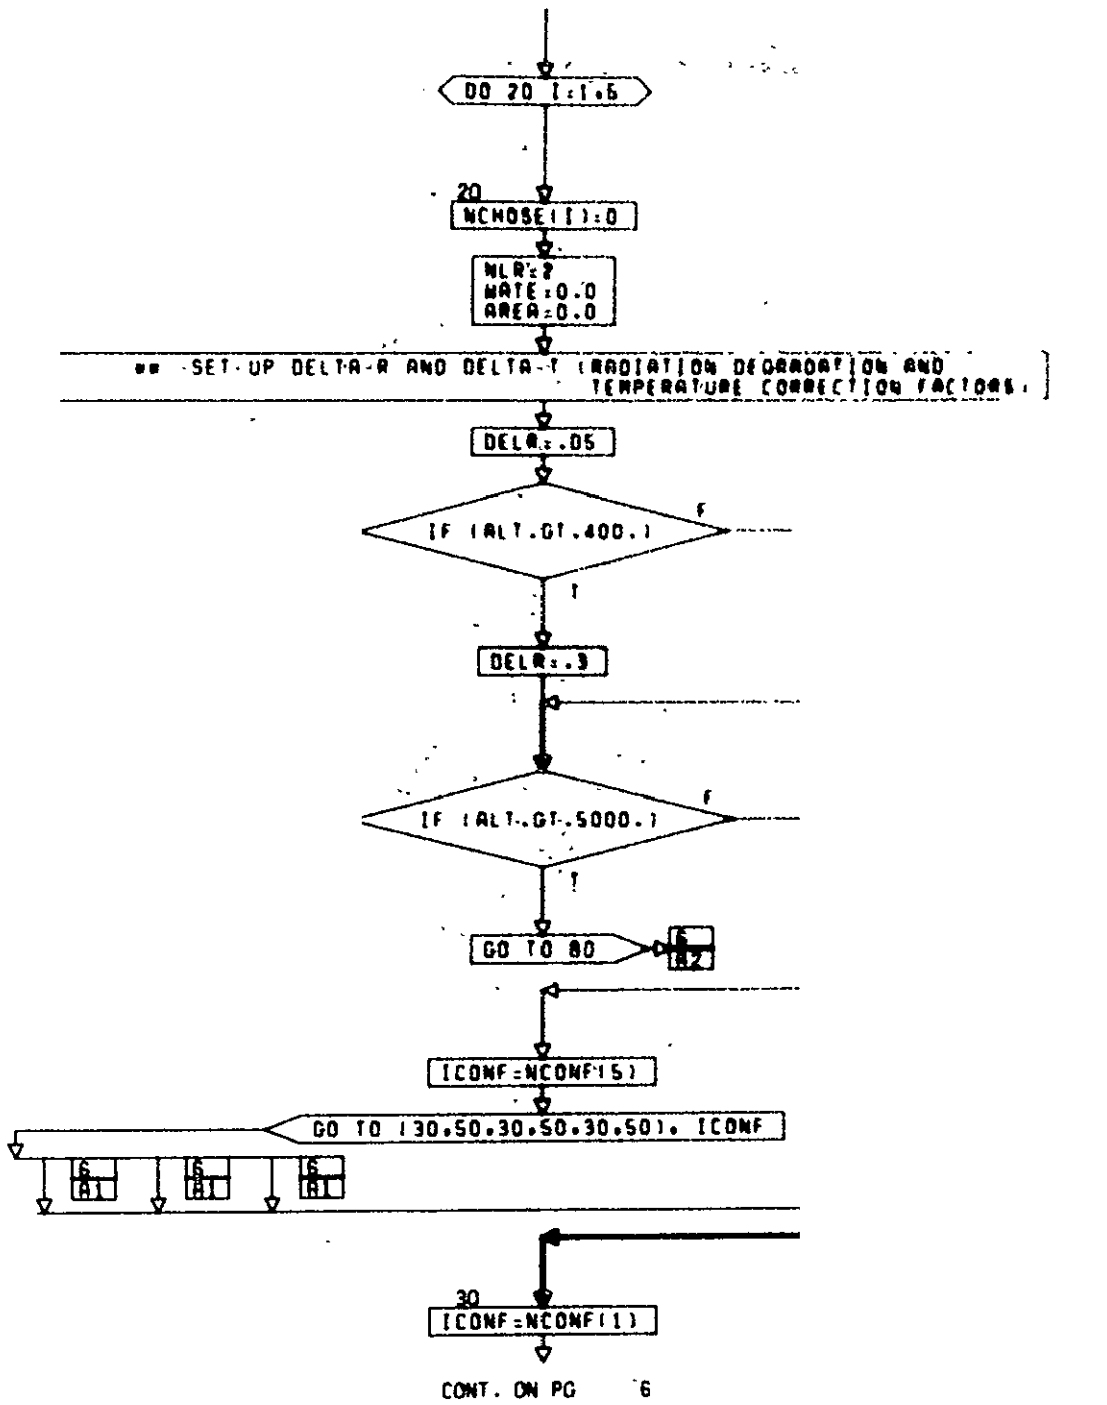 DO 20 I=1,6
20
NCHOSE(I)=0
NLR=2
WATE=0.0
AREA=0.0
** SET-UP DELTA-R AND DELTA-T (RADIATION DEGRADATION AND
TEMPERATURE CORRECTION FACTORS)
DELR=.05
IF (ALT.GT.400.)
F
T
DELR=.3
IF (ALT.GT.5000.)
F
T
GO TO 80
6
A2
ICONF=NCONF(5)
GO TO (30,50,30,50,30,50), ICONF
6
A1
6
A1
6
A1
30
ICONF=NCONF(1)
CONT. ON PG 6